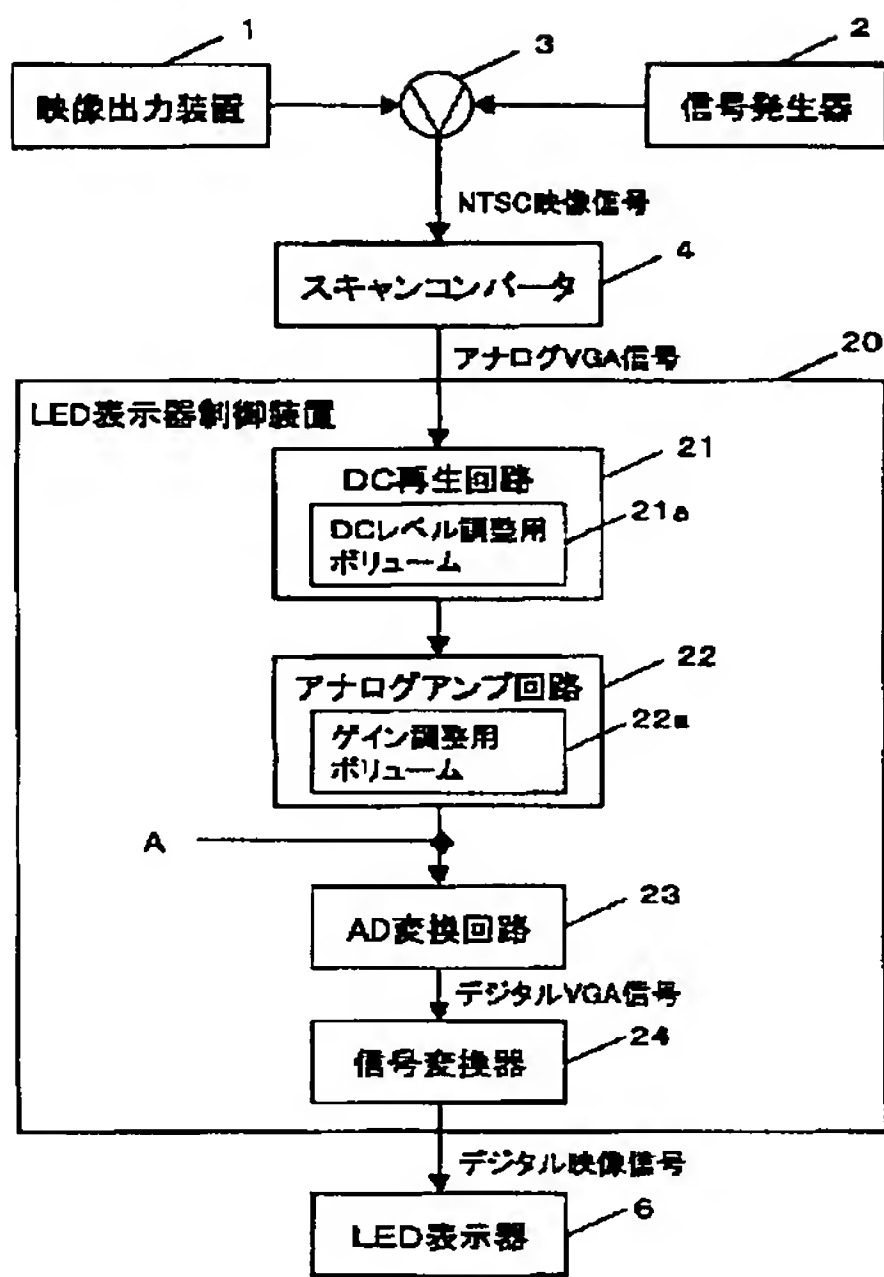 1
3
2
映像出力装置
信号発生器
NTSC映像信号
4
スキャンコンバータ
アナログVGA信号
20
LED表示器制御装置
21
DC再生回路
21a
DCレベル調整用
ボリューム
22
アナログアンプ回路
22a
ゲイン調整用
ボリューム
A
23
AD変換回路
デジタルVGA信号
24
信号変換器
デジタル映像信号
6
LED表示器